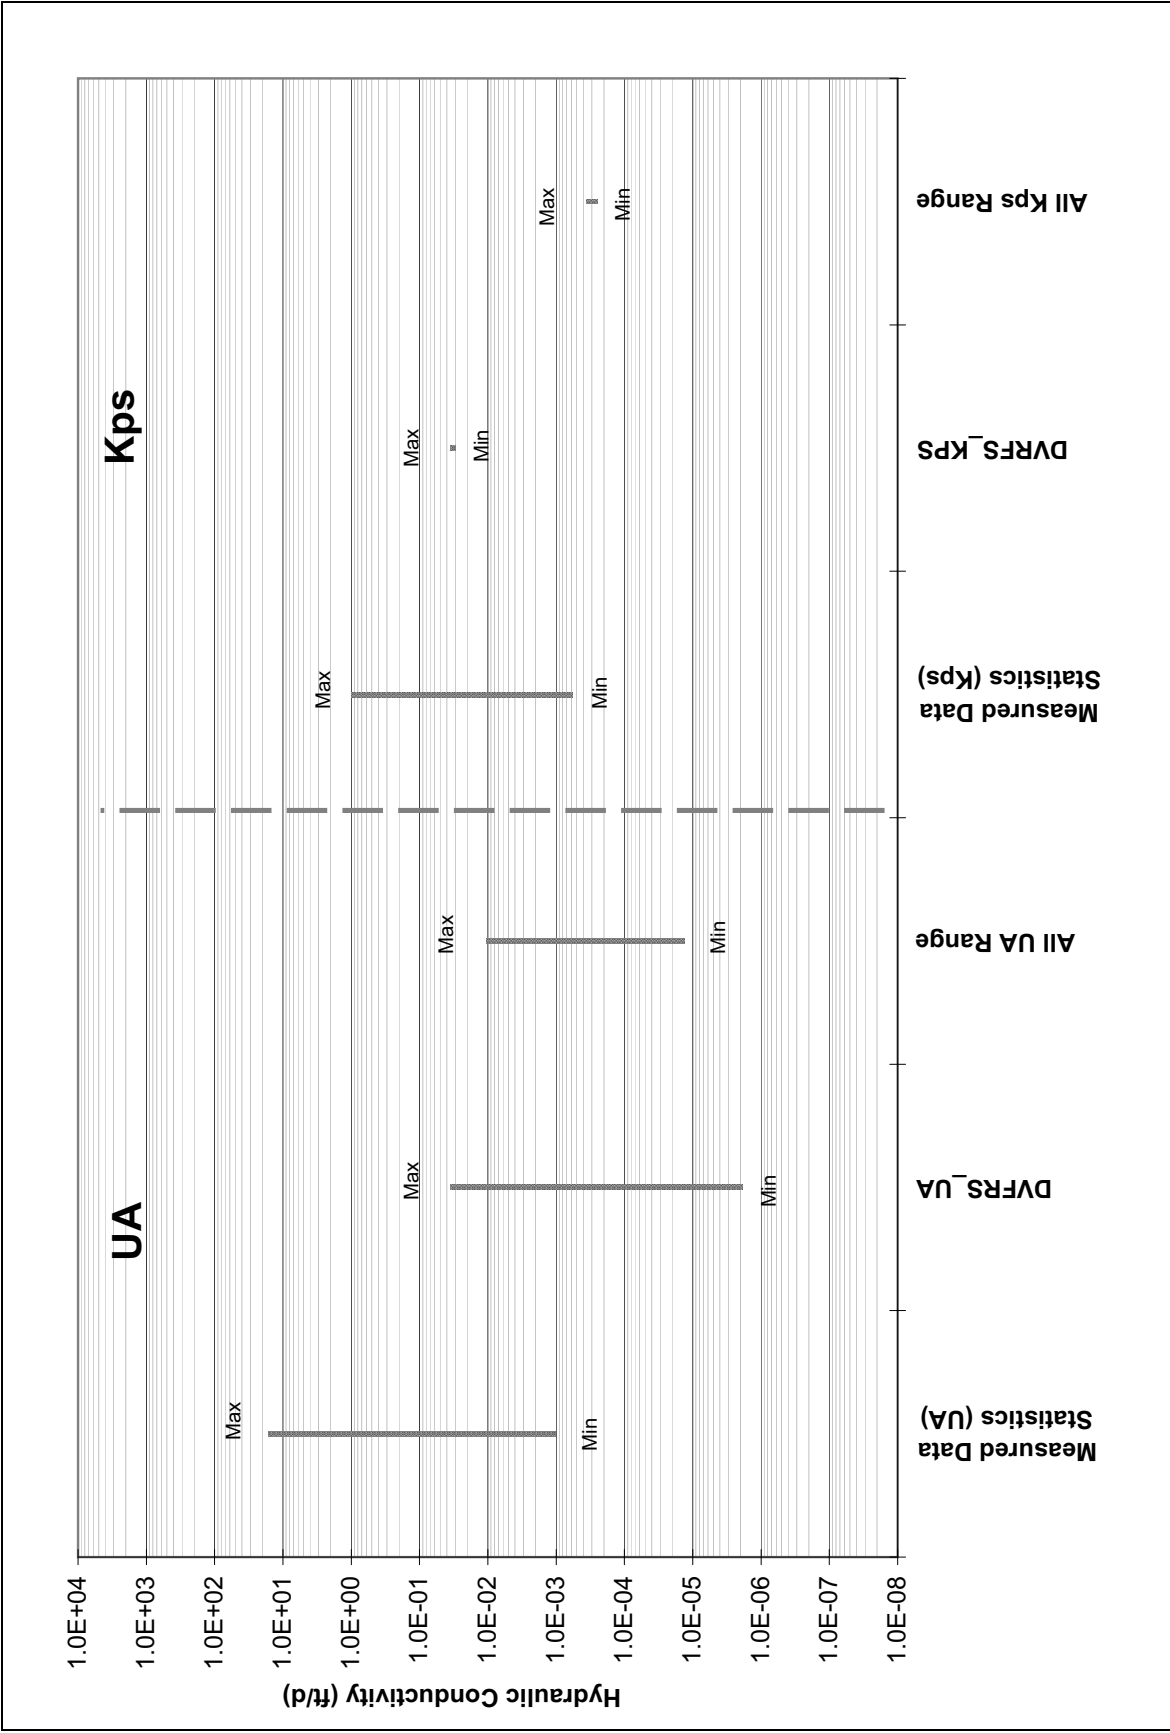 UA
Kps
1.0E+04
1.0E+03
1.0E+02
1.0E+01
1.0E+00
1.0E-01
1.0E-02
1.0E-03
1.0E-04
1.0E-05
1.0E-06
1.0E-07
1.0E-08
Hydraulic Conductivity (ft/d)
Max
Min
Max
Min
Max
Min
Max
Min
Max
Min
Max
Min
Measured Data
Statistics (UA)
DVFRS_UA
All UA Range
Measured Data
Statistics (Kps)
DVRFS_KPS
All Kps Range